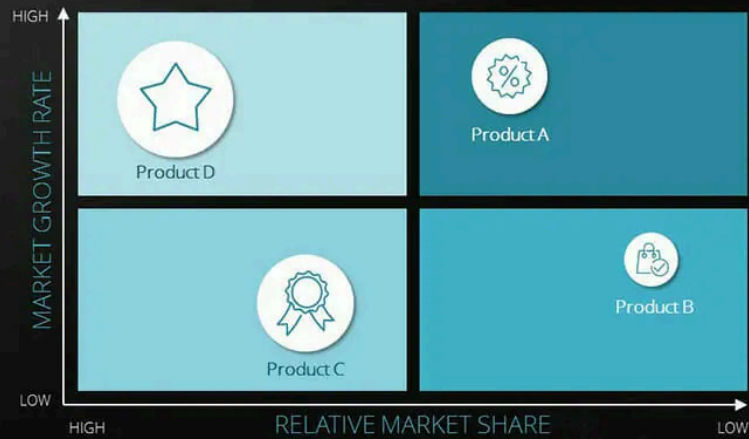 HIGH
MARKET GROWTH RATE
Product D
%
Product A
Product B
Product C
LOW
HIGH
RELATIVE MARKET SHARE
LOW